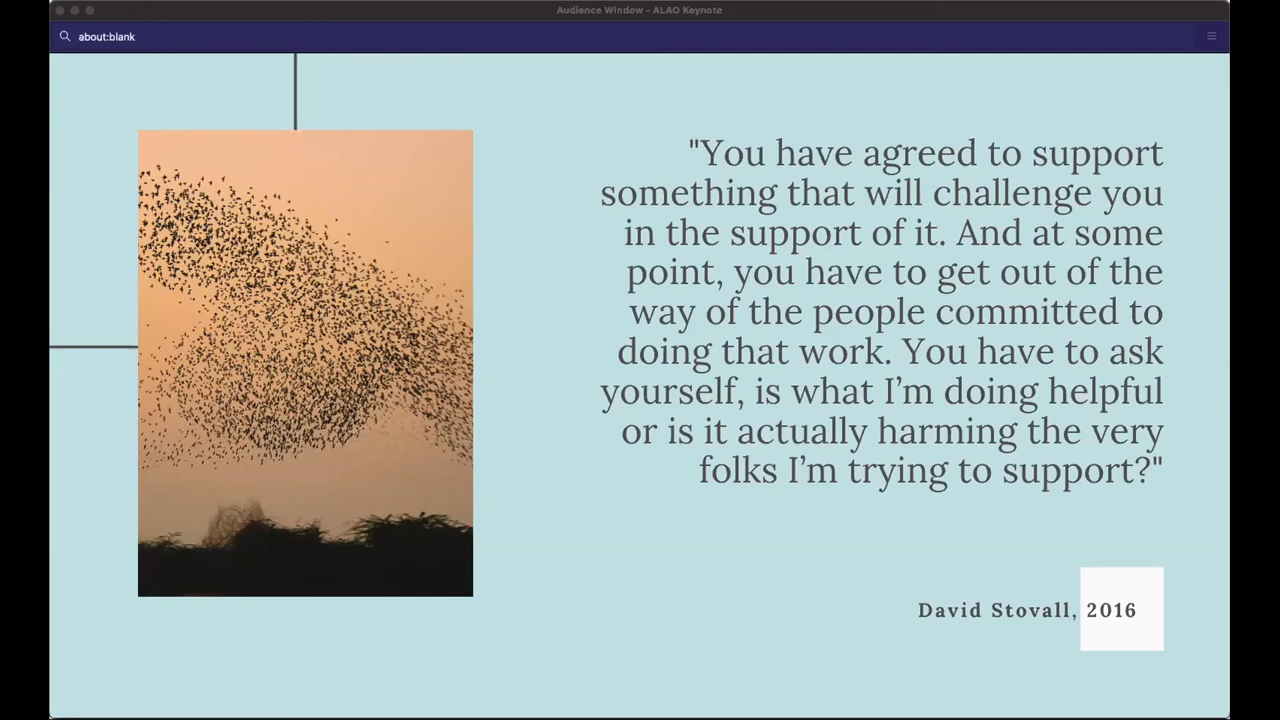 Audience Window - ALAO Keynote
about:blank
"You have agreed to support
something that will challenge you
in the support of it. And at some
point, you have to get out of the
way of the people committed to
doing that work. You have to ask
yourself, is what I’m doing helpful
or is it actually harming the very
folks I’m trying to support?"
David Stovall, 2016